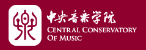 中央音乐学院
CENTRAL CONSERVATORY
OF MUSIC